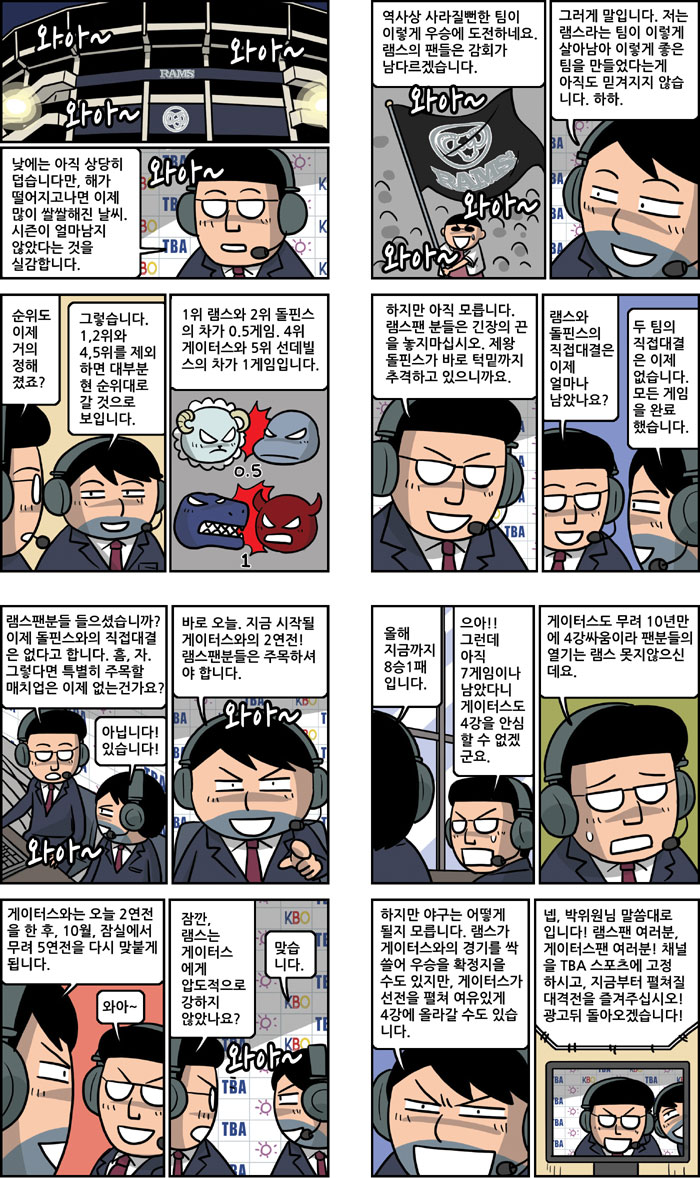 와아~
와아~
RAMS
와아~
낮에는 아직 상당히
덥습니다만, 해가
떨어지고나면 이제
많이 쌀쌀해진 날씨.
시즌이 얼마남지
않았다는 것을
실감합니다.
와아~
TBA
KBO
TBA
KBO
TBA
순위도
이제
거의
정해
졌죠?
그렇습니다.
1,2위와
4,5위를 제외
하면 대부분
현 순위대로
갈 것으로
보입니다.
1위 램스와 2위 돌핀스
의 차가 0.5게임. 4위
게이터스와 5위 선데빌
스의 차가 1게임입니다.
0.5
1
역사상 사라질뻔한 팀이
이렇게 우승에 도전하네요.
램스의 팬들은 감회가
남다르겠습니다.
와아~
RAMS
와아~
와아~
그러게 말입니다. 저는
램스라는 팀이 이렇게
살아남아 이렇게 좋은
팀을 만들었다는게
아직도 믿겨지지 않습
니다. 하하.
하지만 아직 모릅니다.
램스팬 분들은 긴장의 끈
을 놓지마십시오. 제왕
돌핀스가 바로 턱밑까지
추격하고 있으니까요.
TBA
램스와
돌핀스의
직접대결은
이제
얼마나
남았나요?
두 팀의
직접대결
은 이제
없습니다.
모든 게임
을 완료
했습니다.
램스팬분들 들으셨습니까?
이제 돌핀스와의 직접대결
은 없다고 합니다. 흠, 자.
그렇다면 특별히 주목할
매치업은 이제 없는건가요?
아닙니다!
있습니다!
와아~
바로 오늘. 지금 시작될
게이터스와의 2연전!
램스팬분들은 주목하셔
야 합니다.
와아~
게이터스와는 오늘 2연전
을 한 후, 10월, 잠실에서
무려 5연전을 다시 맞붙게
됩니다.
와아~
잠깐,
램스는
게이터스
에게
압도적으로
강하지
않았나요?
맞습
니다.
KBO
와아~
TBA
TBA
올해
지금까지
8승1패
입니다.
으아!!
그런데
아직
7게임이나
남았다니
게이터스도
4강을 안심
할 수 없겠
군요.
게이터스도 무려 10년만
에 4강싸움이라 팬분들의
열기는 램스 못지않으신
데요.
하지만 야구는 어떻게
될지 모릅니다. 램스가
게이터스와의 경기를 싹
쓸어 우승을 확정지을
수도 있지만, 게이터스가
선전을 펼쳐 여유있게
4강에 올라갈 수도 있습
니다.
넵, 박위원님 말씀대로
입니다! 램스팬 여러분,
게이터스팬 여러분! 채널
을 TBA 스포츠에 고정
하시고, 지금부터 펼쳐질
대격전을 즐겨주십시오!
광고뒤 돌아오겠습니다!